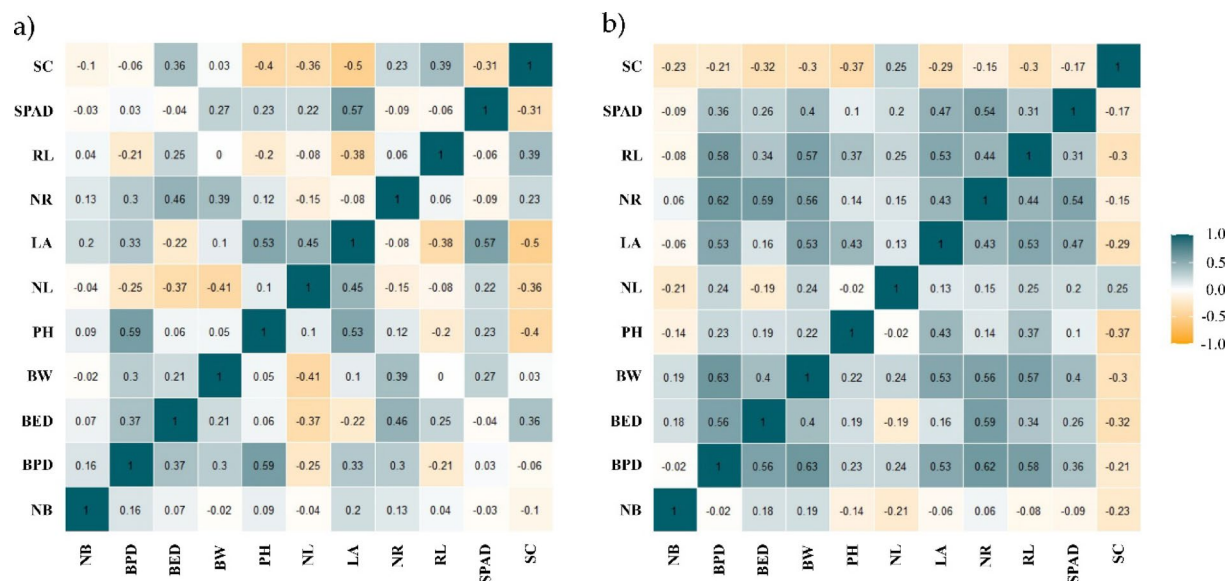 a)
SC -0.1 -0.06 0.36 0.03 -0.4 -0.36 -0.5 0.23 0.39 -0.31 1
SPAD -0.03 0.03 -0.04 0.27 0.23 0.22 0.57 -0.09 -0.06 1 -0.31
RL 0.04 -0.21 0.25 0 -0.2 -0.08 -0.38 0.06 1 -0.06 0.39
NR 0.13 0.3 0.46 0.39 0.12 -0.15 -0.08 1 0.06 -0.09 0.23
LA 0.2 0.33 -0.22 0.1 0.53 0.45 1 -0.08 -0.38 0.57 -0.5
NL -0.04 -0.25 -0.37 -0.41 0.1 1 0.45 -0.15 -0.08 0.22 -0.36
PH 0.09 0.59 0.06 0.05 1 0.1 0.53 0.12 -0.2 0.23 -0.4
BW -0.02 0.3 0.21 1 0.05 -0.41 0.1 0.39 0 0.27 0.03
BED 0.07 0.37 1 0.21 0.06 -0.37 -0.22 0.46 0.25 -0.04 0.36
BPD 0.16 1 0.37 0.3 0.59 -0.25 0.33 0.3 -0.21 0.03 -0.06
NB 1 0.16 0.07 -0.02 0.09 -0.04 0.2 0.13 0.04 -0.03 -0.1
NB BPD BED BW PH NL LA NR RL SPAD SC
b)
SC -0.23 -0.21 -0.32 -0.3 -0.37 0.25 -0.29 -0.15 -0.3 -0.17 1
SPAD -0.09 0.36 0.26 0.4 0.1 0.2 0.47 0.54 0.31 1 -0.17
RL -0.08 0.58 0.34 0.57 0.37 0.25 0.53 0.44 1 0.31 -0.3
NR 0.06 0.62 0.59 0.56 0.14 0.15 0.43 1 0.44 0.54 -0.15
LA -0.06 0.53 0.16 0.53 0.43 0.13 1 0.43 0.53 0.47 -0.29
NL -0.21 0.24 -0.19 0.24 -0.02 1 0.13 0.15 0.25 0.2 0.25
PH -0.14 0.23 0.19 0.22 1 -0.02 0.43 0.14 0.37 0.1 -0.37
BW 0.19 0.63 0.4 1 0.22 0.24 0.53 0.56 0.57 0.4 -0.3
BED 0.18 0.56 1 0.4 0.19 -0.19 0.16 0.59 0.34 0.26 -0.32
BPD -0.02 1 0.56 0.63 0.23 0.24 0.53 0.62 0.58 0.36 -0.21
NB 1 -0.02 0.18 0.19 -0.14 -0.21 -0.06 0.06 -0.08 -0.09 -0.23
NB BPD BED BW PH NL LA NR RL SPAD SC
1.0
0.5
0.0
-0.5
-1.0